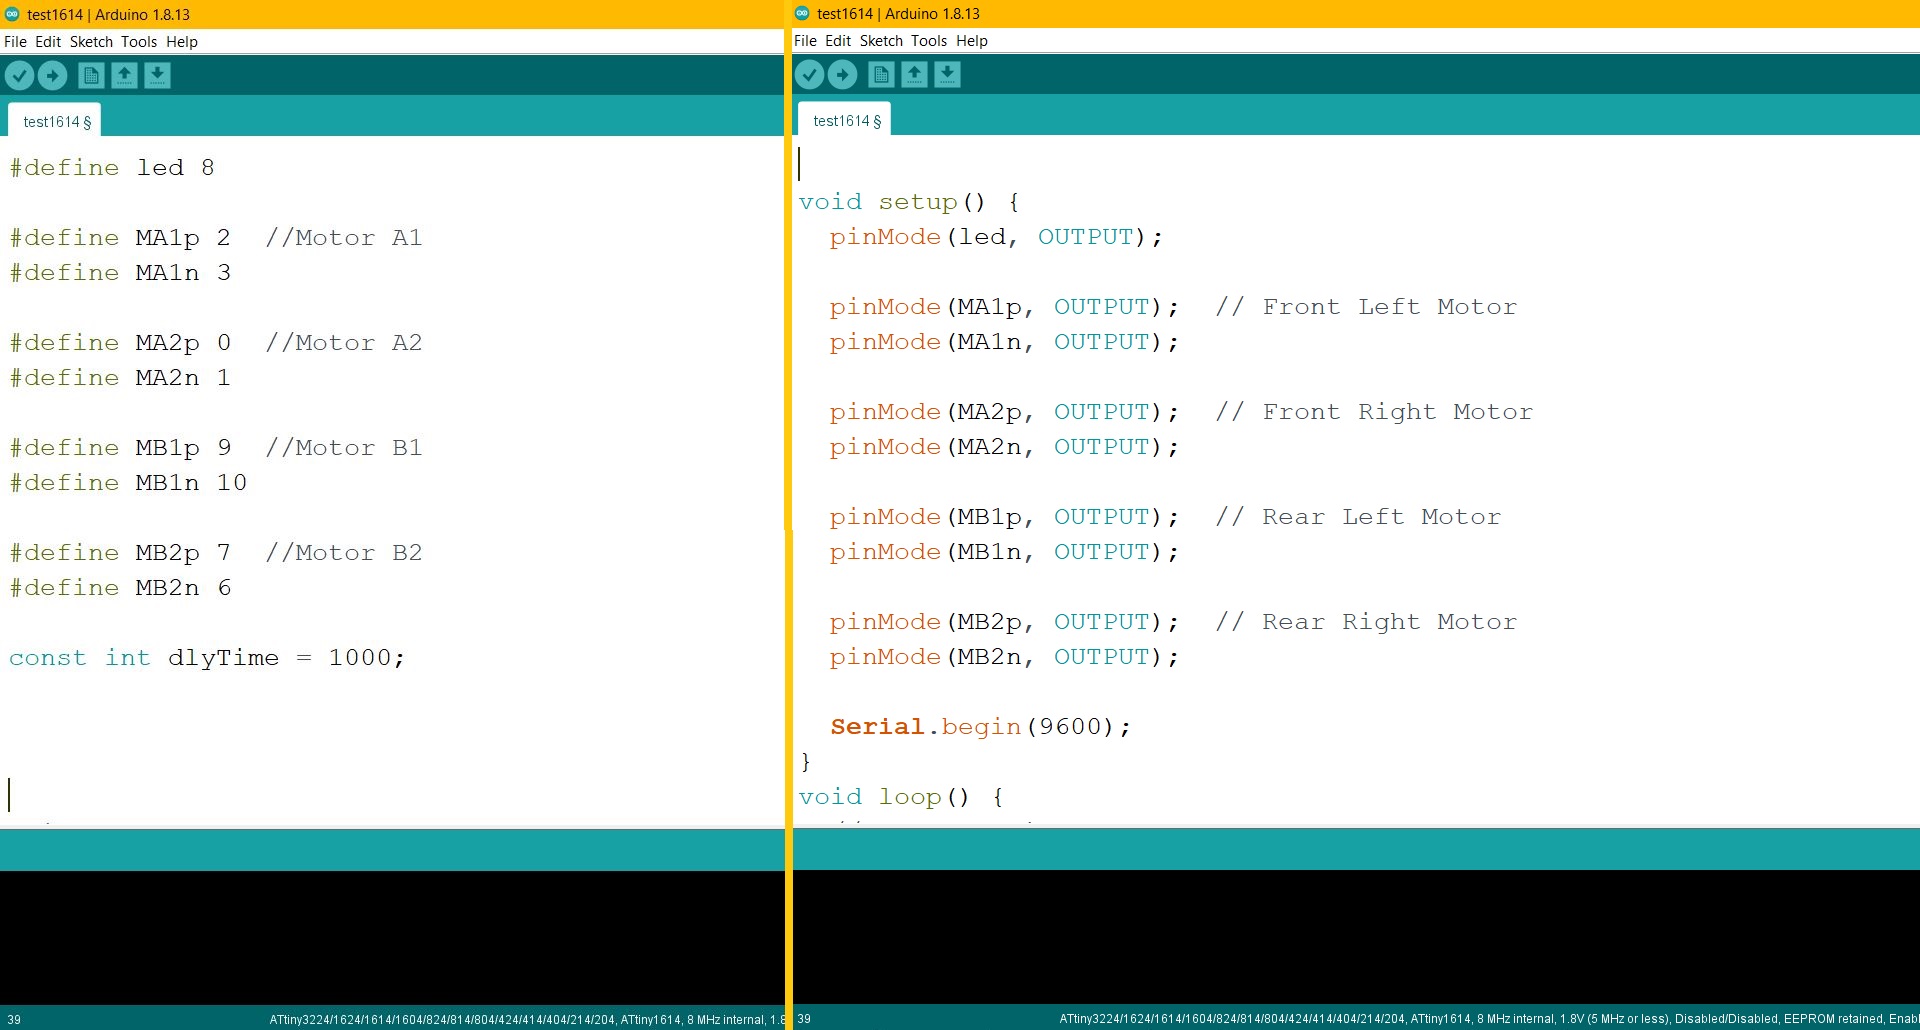 test1614 | Arduino 1.8.13
File Edit Sketch Tools Help
test1614 §
#define led 8
#define MA1p 2  //Motor A1
#define MA1n 3
#define MA2p 0  //Motor A2
#define MA2n 1
#define MB1p 9  //Motor B1
#define MB1n 10
#define MB2p 7  //Motor B2
#define MB2n 6
const int dlyTime = 1000;
39
ATtiny3224/1624/1614/1604/824/814/804/424/414/404/214/204, ATtiny1614, 8 MHz internal, 1.8
test1614 | Arduino 1.8.13
File Edit Sketch Tools Help
test1614 §
void setup() {
  pinMode(led, OUTPUT);
  pinMode(MA1p, OUTPUT);  // Front Left Motor
  pinMode(MA1n, OUTPUT);
  pinMode(MA2p, OUTPUT);  // Front Right Motor
  pinMode(MA2n, OUTPUT);
  pinMode(MB1p, OUTPUT);  // Rear Left Motor
  pinMode(MB1n, OUTPUT);
  pinMode(MB2p, OUTPUT);  // Rear Right Motor
  pinMode(MB2n, OUTPUT);
  Serial.begin(9600);
}
void loop() {
39
ATtiny3224/1624/1614/1604/824/814/804/424/414/404/214/204, ATtiny1614, 8 MHz internal, 1.8V (5 MHz or less), Disabled/Disabled, EEPROM retained, Enab